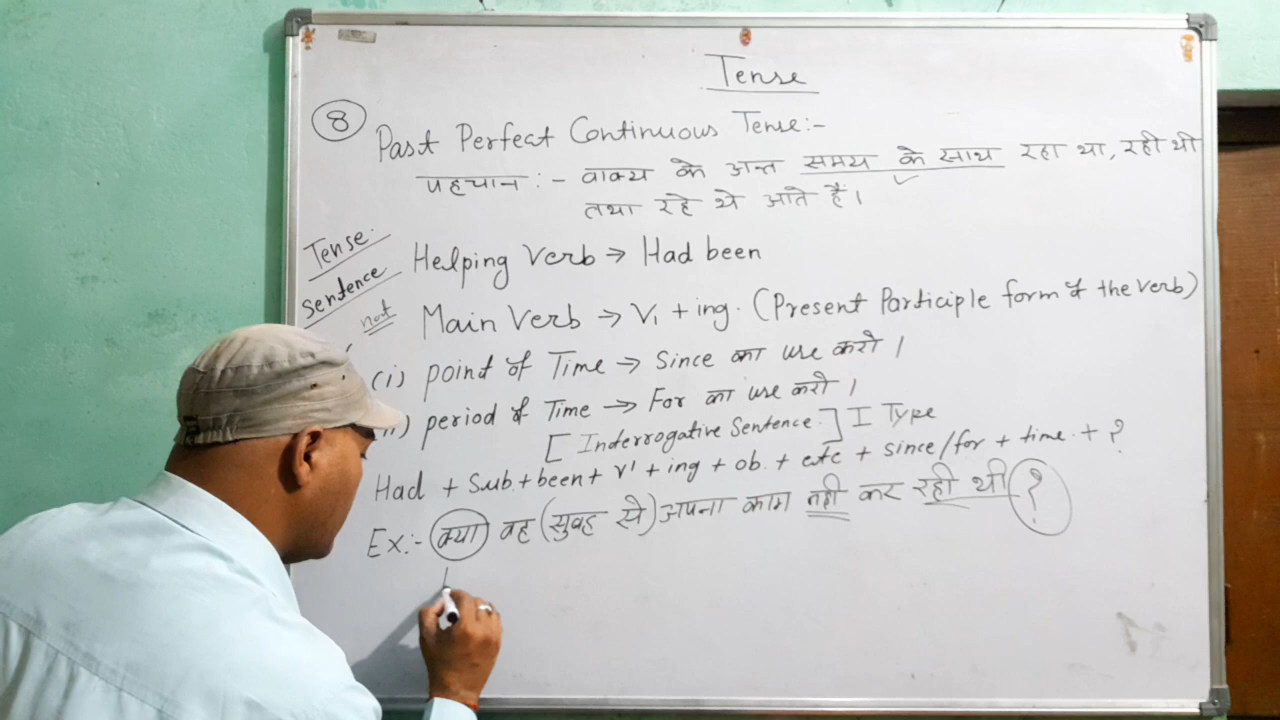 Tense
8 Past Perfect Continuous Tense:-
पहचान :- वाक्य के अन्त समय के साथ रहा था, रही थी
तथा रहे थे आते हैं।
Tense.
Helping Verb → Had been
Sentence
not
Main Verb → V1 + ing. (Present Participle form of the verb)
(i) point of Time → Since का use करो।
period of Time → For का use करो।
[Interrogative Sentence.] I Type
Had + Sub + been + V1 + ing + ob. + etc + since/for + time. + ?
Ex:- क्या वह (सुबह से) अपना काम नही कर रही थी ?